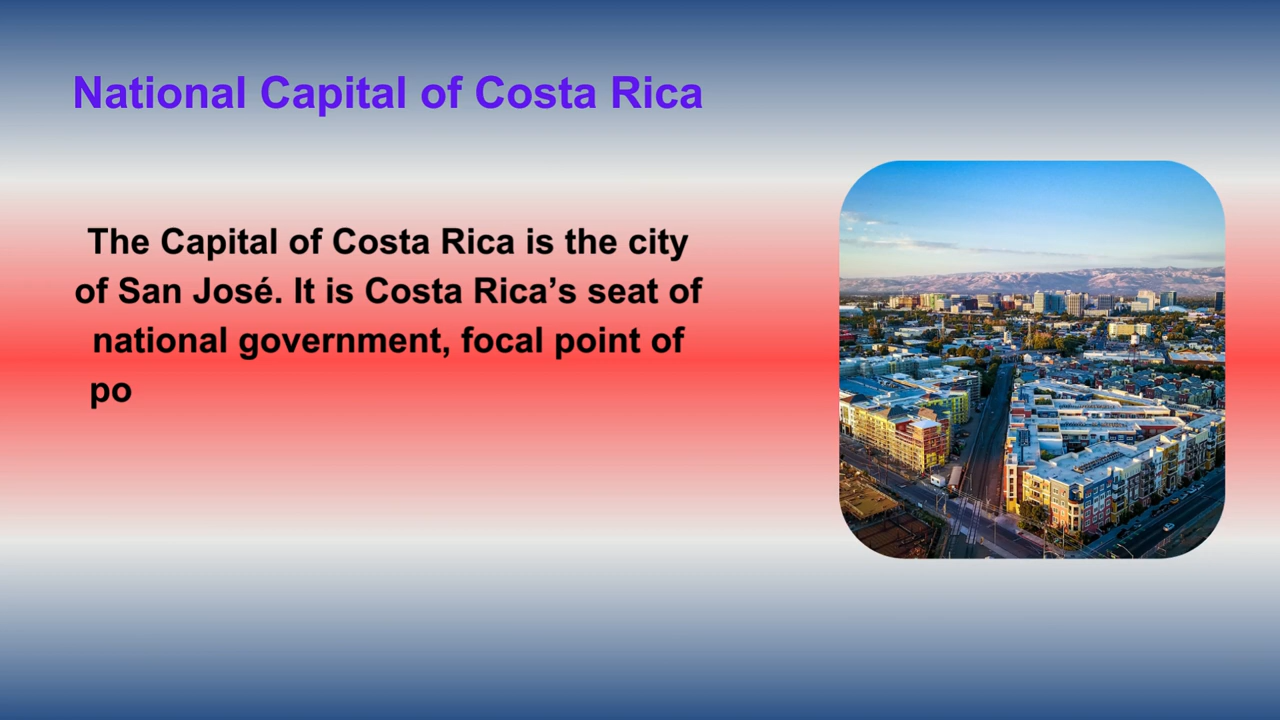 National Capital of Costa Rica
The Capital of Costa Rica is the city
of San José. It is Costa Rica’s seat of
national government, focal point of
po